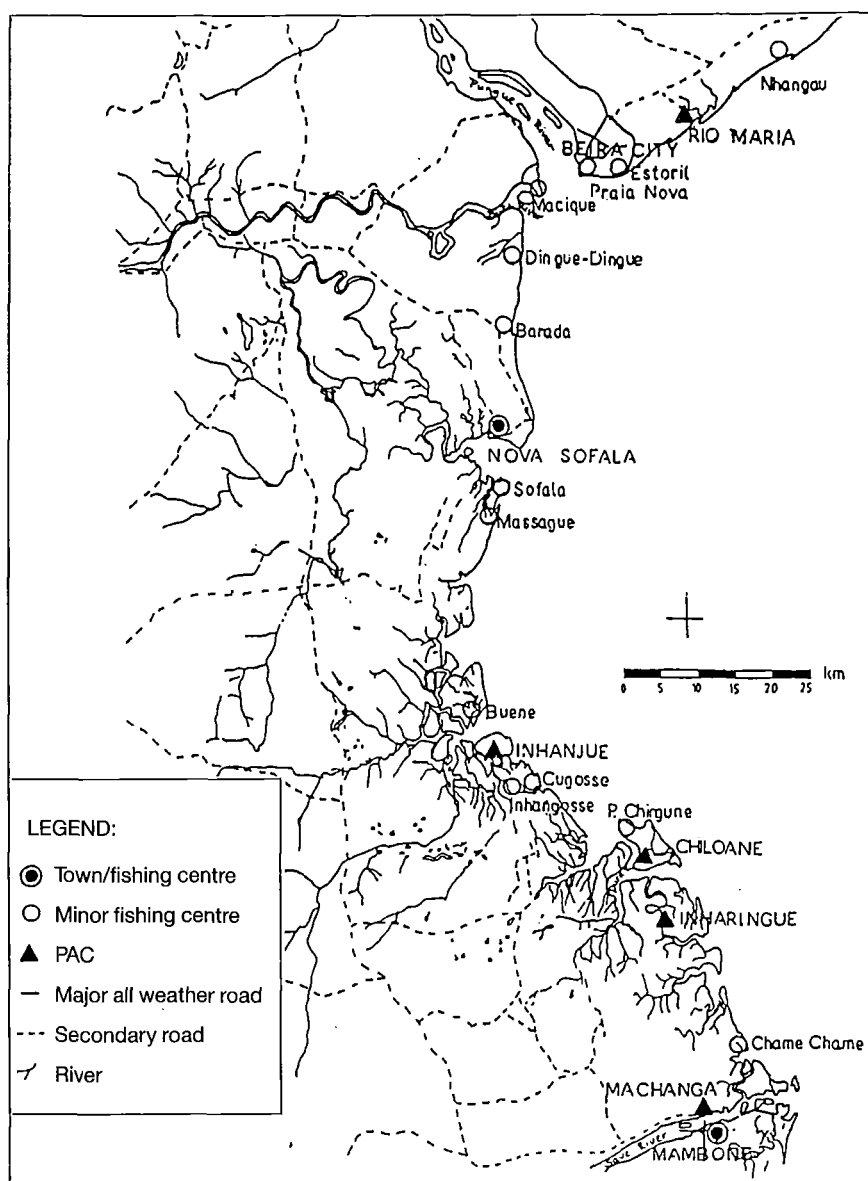 Nhangau
Pungue River
RIO MARIA
BEIRA CITY
Estoril
Praia Nova
Macique
Dingue-Dingue
Barada
NOVA SOFALA
Sofala
Massague
km
0 5 10 15 20 25
Buene
INHANJUE
Cugosse
Inhangosse
P. Chirgune
CHILOANE
INHARINGUE
Chame Chame
MACHANGA
Save River
MAMBONE
LEGEND:
Town/fishing centre
Minor fishing centre
PAC
Major all weather road
Secondary road
River